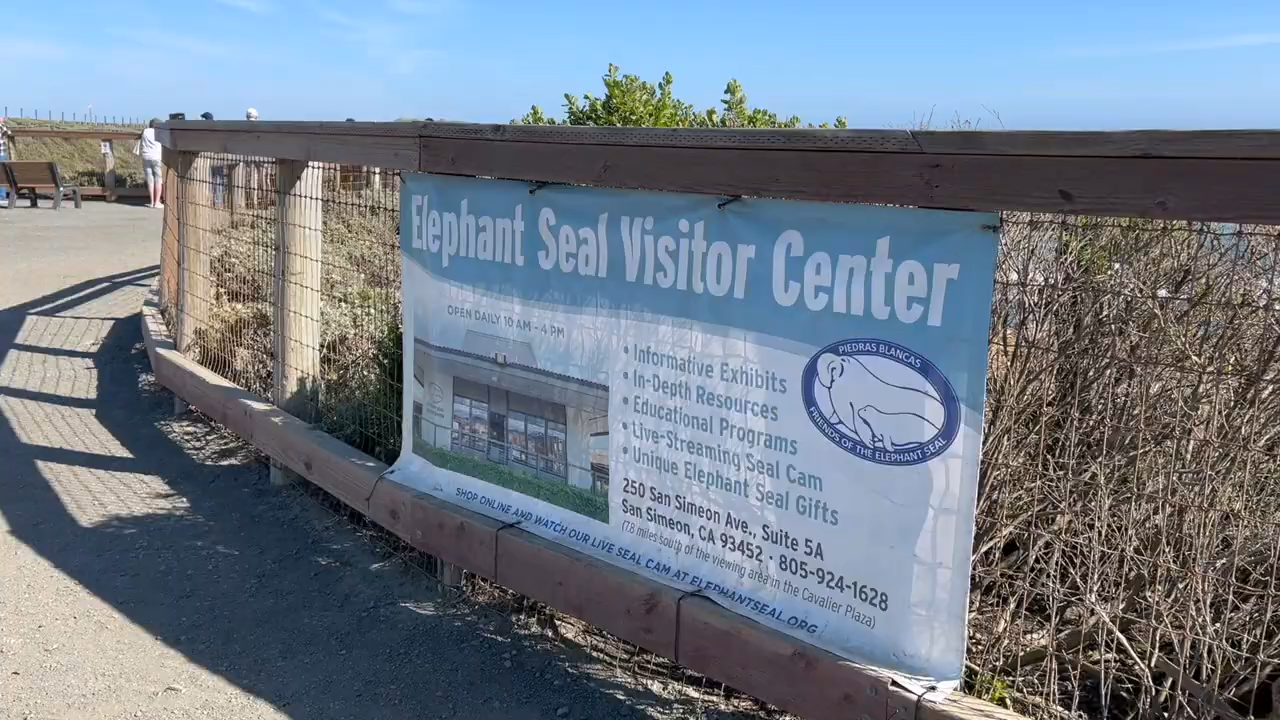 Elephant Seal Visitor Center
OPEN DAILY 10 AM - 4 PM
• Informative Exhibits
• In-Depth Resources
• Educational Programs
• Live-Streaming Seal Cam
• Unique Elephant Seal Gifts
PIEDRAS BLANCAS
FRIENDS OF THE ELEPHANT SEAL
250 San Simeon Ave., Suite 5A
San Simeon, CA 93452 · 805-924-1628
(7.8 miles south of the viewing area in the Cavalier Plaza)
SHOP ONLINE AND WATCH OUR LIVE SEAL CAM AT ELEPHANTSEAL.ORG